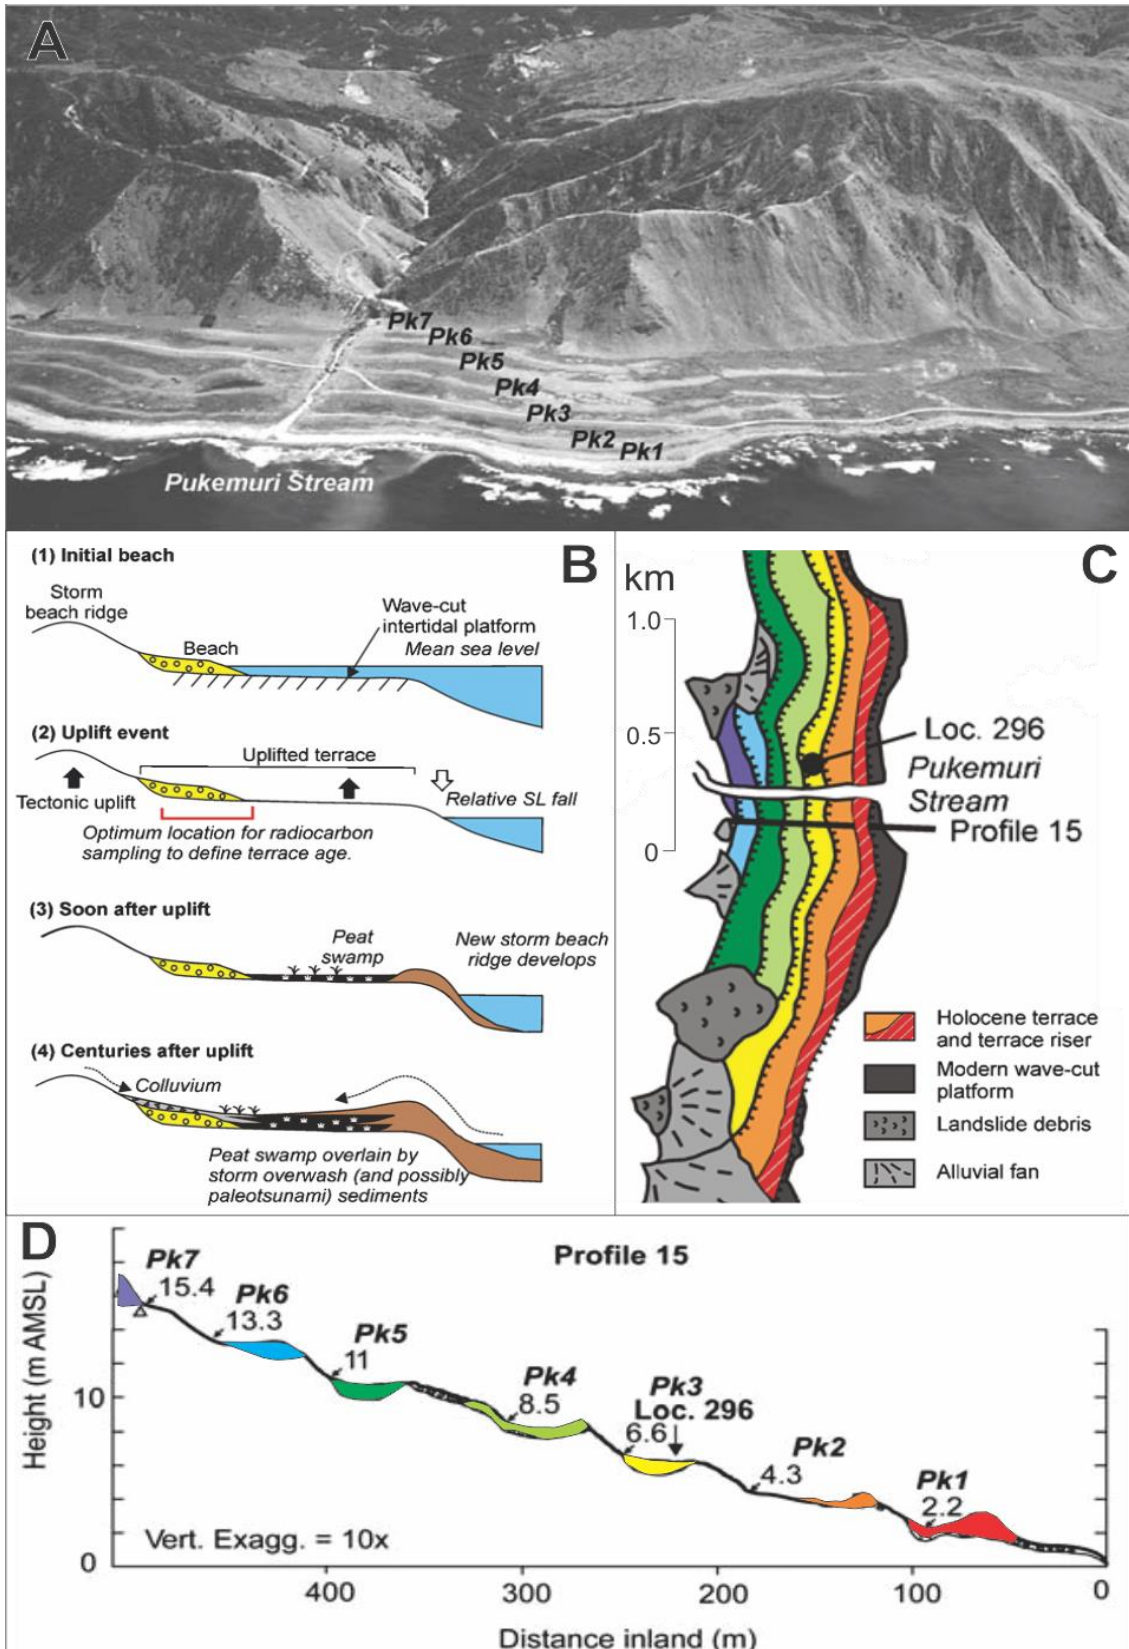 A
Pk7
Pk6
Pk5
Pk4
Pk3
Pk2
Pk1
Pukemuri Stream
B
(1) Initial beach
Storm
beach ridge
Beach
Wave-cut
intertidal platform
Mean sea level
(2) Uplift event
Uplifted terrace
Tectonic uplift
Relative SL fall
Optimum location for radiocarbon
sampling to define terrace age.
(3) Soon after uplift
Peat
swamp
New storm beach
ridge develops
(4) Centuries after uplift
Colluvium
Peat swamp overlain by
storm overwash (and possibly
paleotsunami) sediments
C
km
1.0
0.5
0
Loc. 296
Pukemuri
Stream
Profile 15
Holocene terrace
and terrace riser
Modern wave-cut
platform
Landslide debris
Alluvial fan
D
Profile 15
Height (m AMSL)
10
0
Pk7
15.4
Pk6
13.3
Pk5
11
Pk4
8.5
Pk3
Loc. 296
6.6
Pk2
4.3
Pk1
2.2
Vert. Exagg. = 10x
400
300
200
100
0
Distance inland (m)